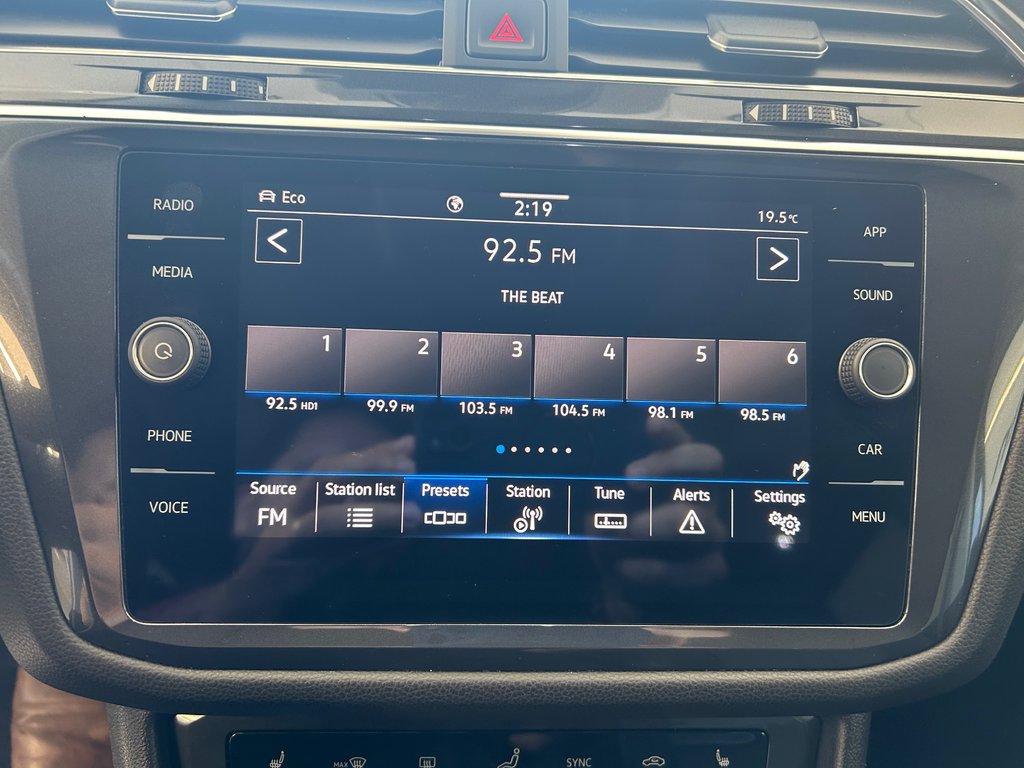 RADIO
MEDIA
PHONE
VOICE
Eco
2:19
19.5°C
92.5 FM
THE BEAT
1 2 3 4 5 6
92.5 HD1 99.9 FM 103.5 FM 104.5 FM 98.1 FM 98.5 FM
Source Station list Presets Station Tune Alerts Settings
FM
APP
SOUND
CAR
MENU
MAX SYNC